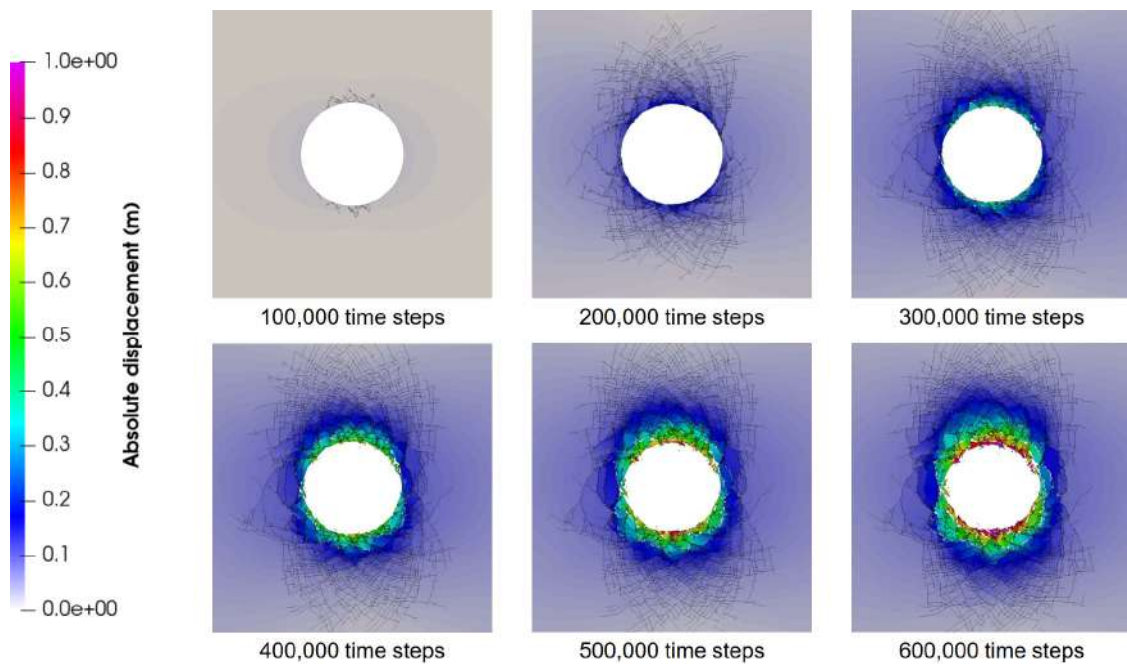 1.0e+00
0.9
0.8
0.7
0.6
0.5
0.4
0.3
0.2
0.1
0.0e+00
Absolute displacement (m)
100,000 time steps
200,000 time steps
300,000 time steps
400,000 time steps
500,000 time steps
600,000 time steps